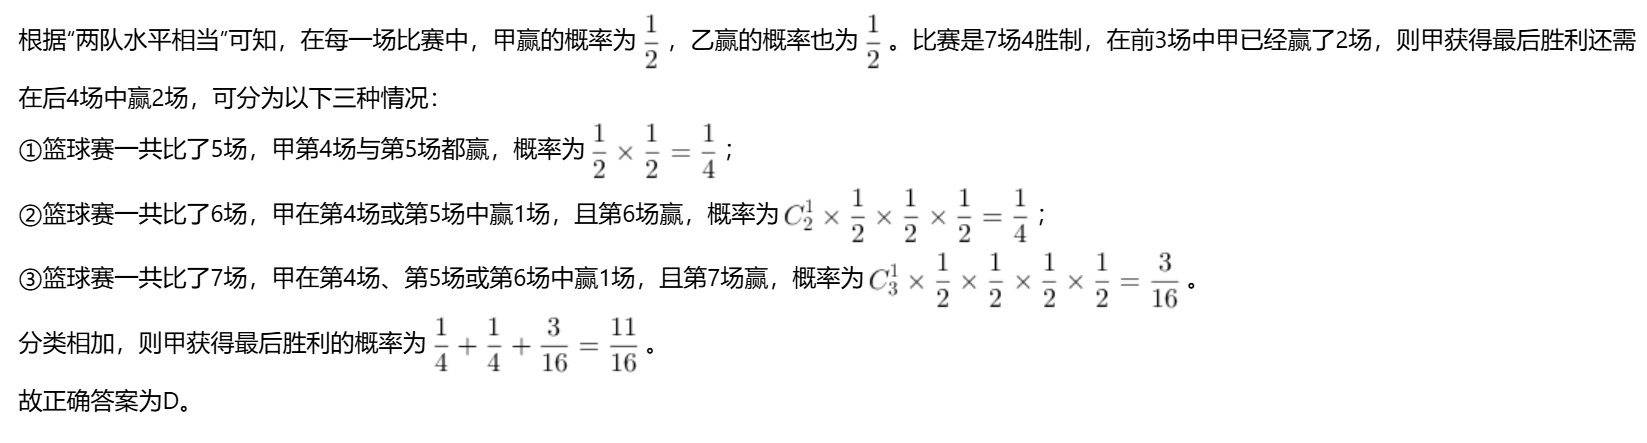 根据“两队水平相当”可知，在每一场比赛中，甲赢的概率为 $\frac{1}{2}$ ，乙赢的概率也为 $\frac{1}{2}$ 。比赛是7场4胜制，在前3场中甲已经赢了2场，则甲获得最后胜利还需
在后4场中赢2场，可分为以下三种情况：
①篮球赛一共比了5场，甲第4场与第5场都赢，概率为 $\frac{1}{2} \times \frac{1}{2} = \frac{1}{4}$ ；
②篮球赛一共比了6场，甲在第4场或第5场中赢1场，且第6场赢，概率为 $C_2^1 \times \frac{1}{2} \times \frac{1}{2} \times \frac{1}{2} = \frac{1}{4}$ ；
③篮球赛一共比了7场，甲在第4场、第5场或第6场中赢1场，且第7场赢，概率为 $C_3^1 \times \frac{1}{2} \times \frac{1}{2} \times \frac{1}{2} \times \frac{1}{2} = \frac{3}{16}$ 。
分类相加，则甲获得最后胜利的概率为 $\frac{1}{4} + \frac{1}{4} + \frac{3}{16} = \frac{11}{16}$ 。
故正确答案为D。